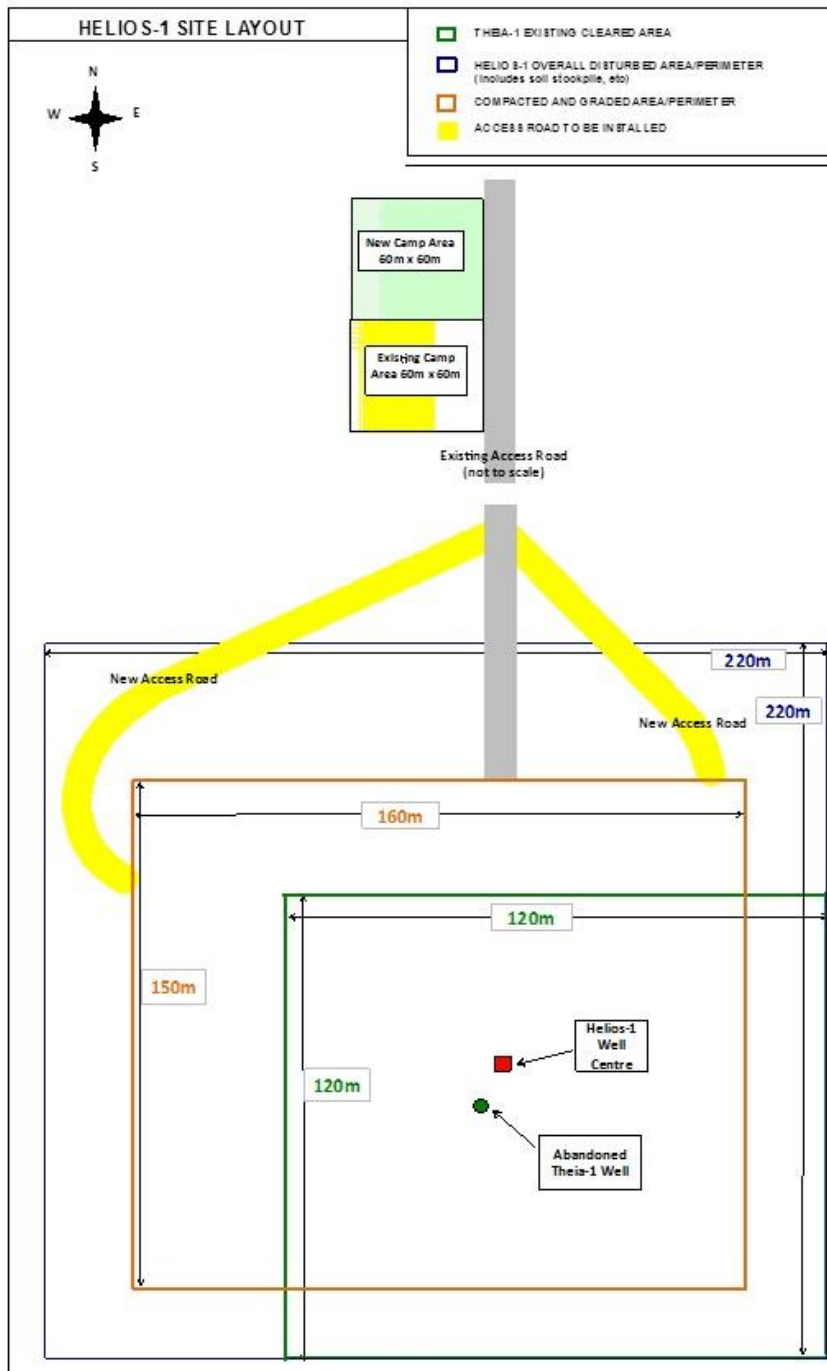 HELIOS-1 SITE LAYOUT
THEIA-1 EXISTING CLEARED AREA
HELIOS-1 OVERALL DISTURBED AREA/PERIMETER
(Includes soil stockpile, etc)
COMPACTED AND GRADED AREA/PERIMETER
ACCESS ROAD TO BE INSTALLED
N
W
E
S
New Camp Area
60m x 60m
Existing Camp
Area 60m x 60m
Existing Access Road
(not to scale)
220m
New Access Road
220m
New Access Road
160m
120m
150m
Helios-1
Well
Centre
120m
Abandoned
Theia-1 Well